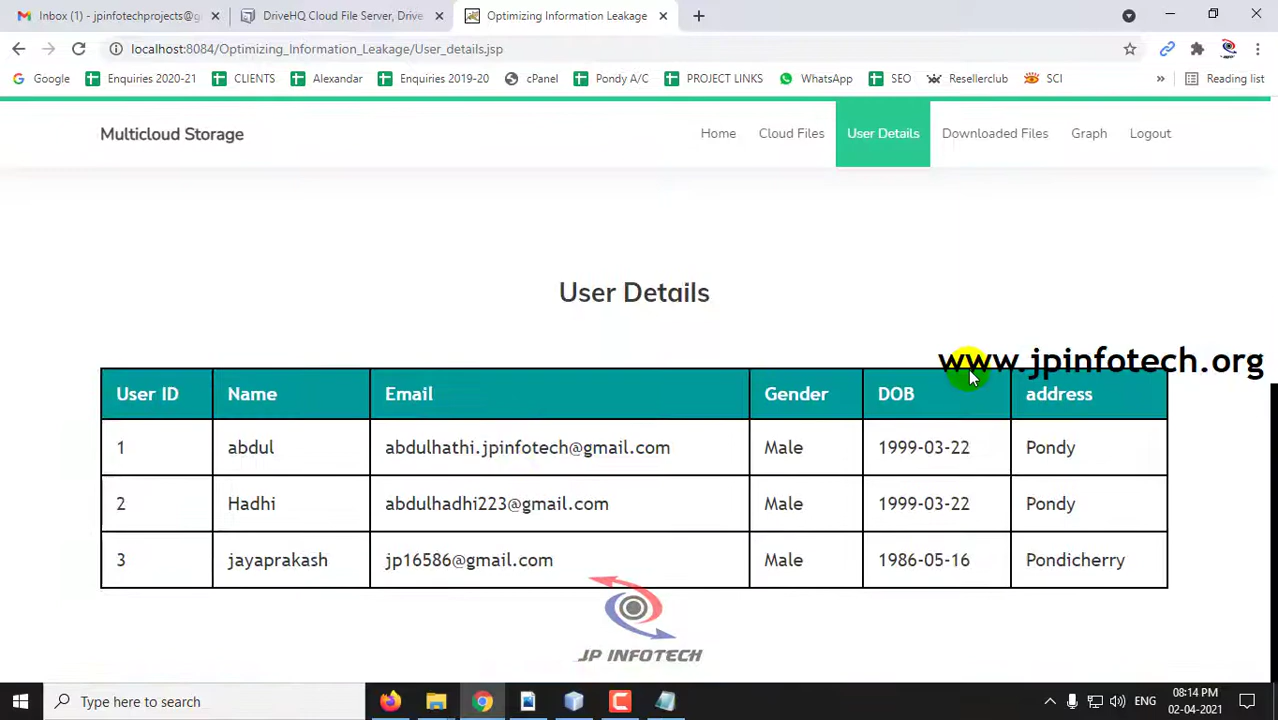 Inbox (1) - jpinfotechprojects@g
DriveHQ Cloud File Server, Drive
Optimizing Information Leakage
localhost:8084/Optimizing_Information_Leakage/User_details.jsp
Google Enquiries 2020-21 CLIENTS Alexandar Enquiries 2019-20 cPanel Pondy A/C PROJECT LINKS WhatsApp SEO Resellerclub SCI » Reading list
Multicloud Storage Home Cloud Files User Details Downloaded Files Graph Logout
User Details
www.jpinfotech.org
User ID Name Email Gender DOB address
1 abdul abdulhathi.jpinfotech@gmail.com Male 1999-03-22 Pondy
2 Hadhi abdulhadhi223@gmail.com Male 1999-03-22 Pondy
3 jayaprakash jp16586@gmail.com Male 1986-05-16 Pondicherry
JP INFOTECH
Type here to search
ENG
08:14 PM
02-04-2021